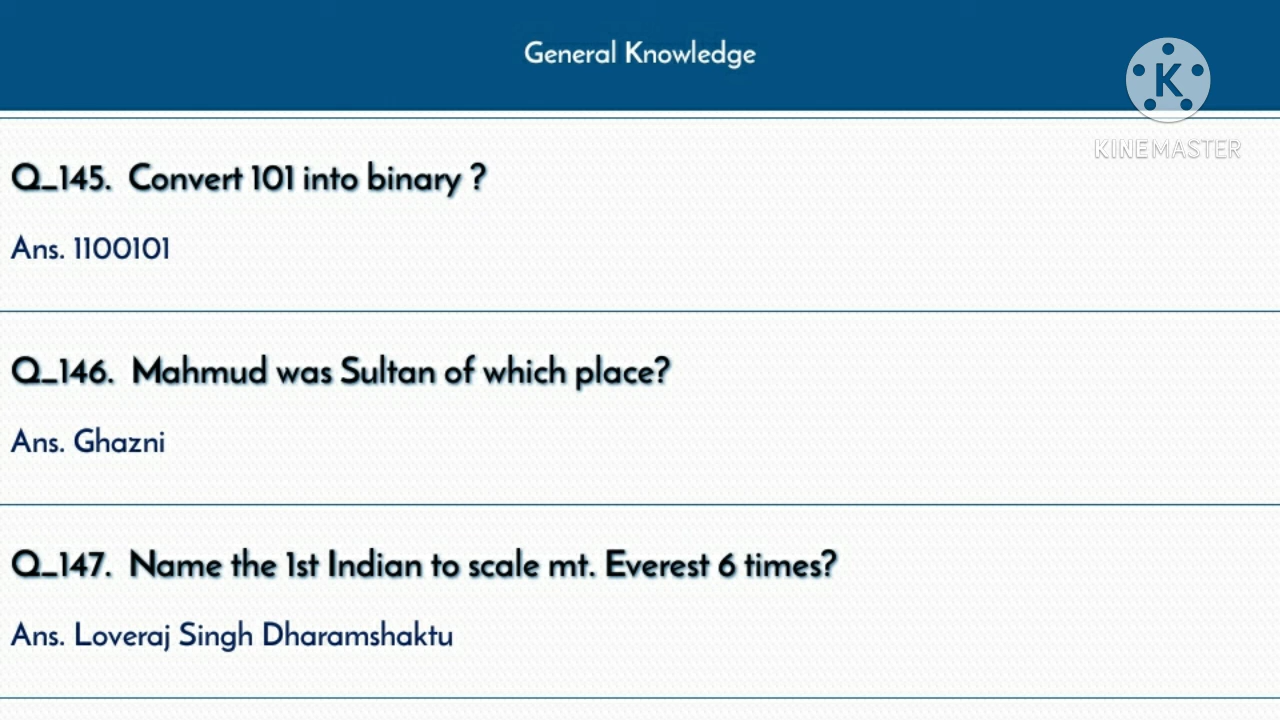 General Knowledge
K
KINEMASTER
Q_145. Convert 101 into binary ?
Ans. 1100101
Q_146. Mahmud was Sultan of which place?
Ans. Ghazni
Q_147. Name the 1st Indian to scale mt. Everest 6 times?
Ans. Loveraj Singh Dharamshaktu